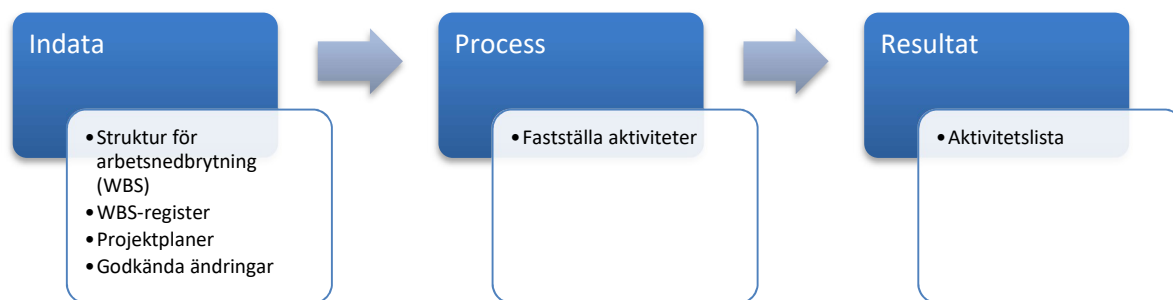 Indata
•Struktur för
arbetsnedbrytning
(WBS)
•WBS-register
•Projektplaner
•Godkända ändringar
Process
•Fastställa aktiviteter
Resultat
•Aktivitetslista